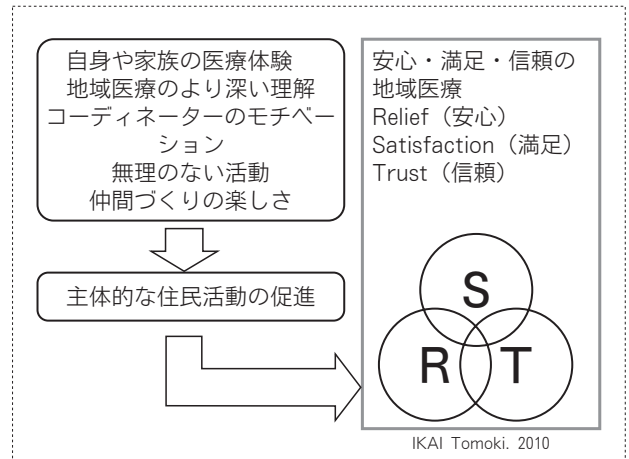 自身や家族の医療体験
地域医療のより深い理解
コーディネーターのモチベー
ション
無理のない活動
仲間づくりの楽しさ
主体的な住民活動の促進
安心・満足・信頼の
地域医療
Relief（安心）
Satisfaction（満足）
Trust（信頼）
S
R T
IKAI Tomoki. 2010